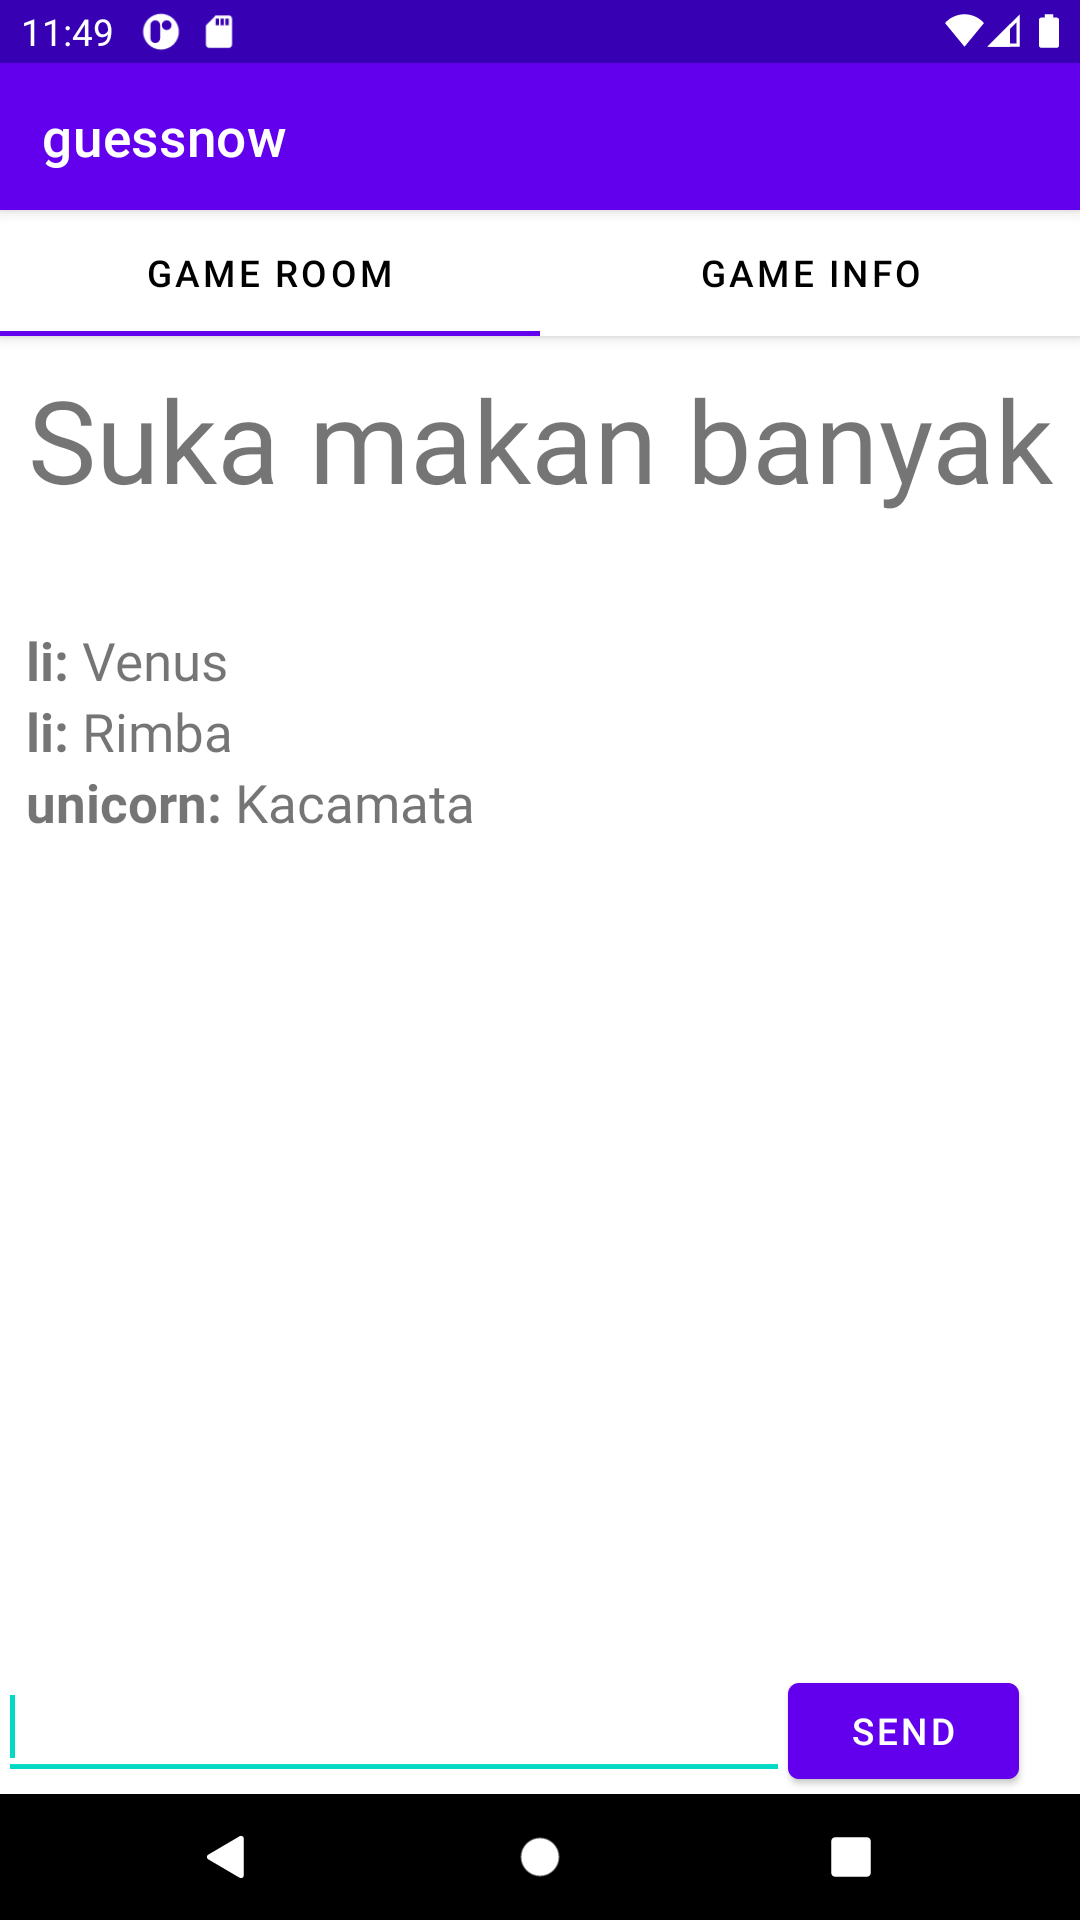 11:49
guessnow
GAME ROOM
GAME INFO
Suka makan banyak
li: Venus
li: Rimba
unicorn: Kacamata
SEND